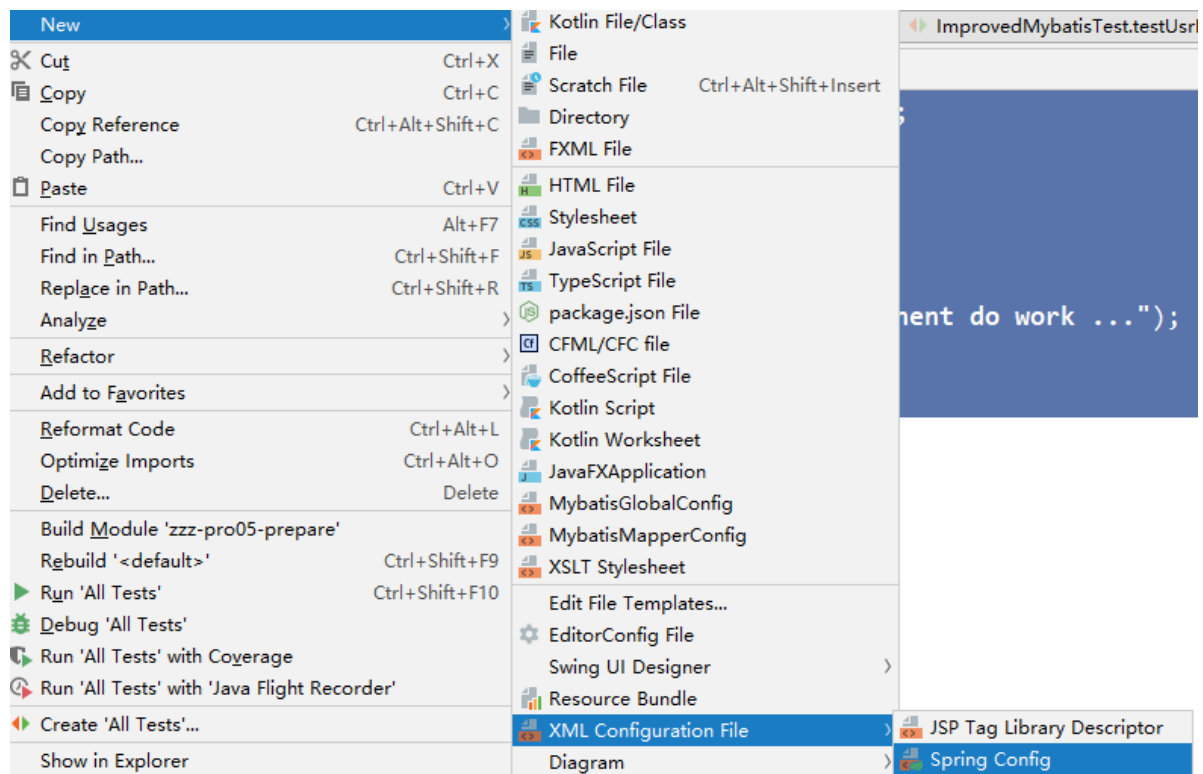 New
Cut Ctrl+X
Copy Ctrl+C
Copy Reference Ctrl+Alt+Shift+C
Copy Path...
Paste Ctrl+V
Find Usages Alt+F7
Find in Path... Ctrl+Shift+F
Replace in Path... Ctrl+Shift+R
Analyze
Refactor
Add to Favorites
Reformat Code Ctrl+Alt+L
Optimize Imports Ctrl+Alt+O
Delete... Delete
Build Module 'zzz-pro05-prepare'
Rebuild '<default>' Ctrl+Shift+F9
Run 'All Tests' Ctrl+Shift+F10
Debug 'All Tests'
Run 'All Tests' with Coverage
Run 'All Tests' with 'Java Flight Recorder'
Create 'All Tests'...
Show in Explorer
Kotlin File/Class
File
Scratch File Ctrl+Alt+Shift+Insert
Directory
FXML File
HTML File
Stylesheet
JavaScript File
TypeScript File
package.json File
CFML/CFC file
CoffeeScript File
Kotlin Script
Kotlin Worksheet
JavaFXApplication
MybatisGlobalConfig
MybatisMapperConfig
XSLT Stylesheet
Edit File Templates...
EditorConfig File
Swing UI Designer
Resource Bundle
XML Configuration File
Diagram
JSP Tag Library Descriptor
Spring Config
ImprovedMybatisTest.testUsr
;
nent do work ...");